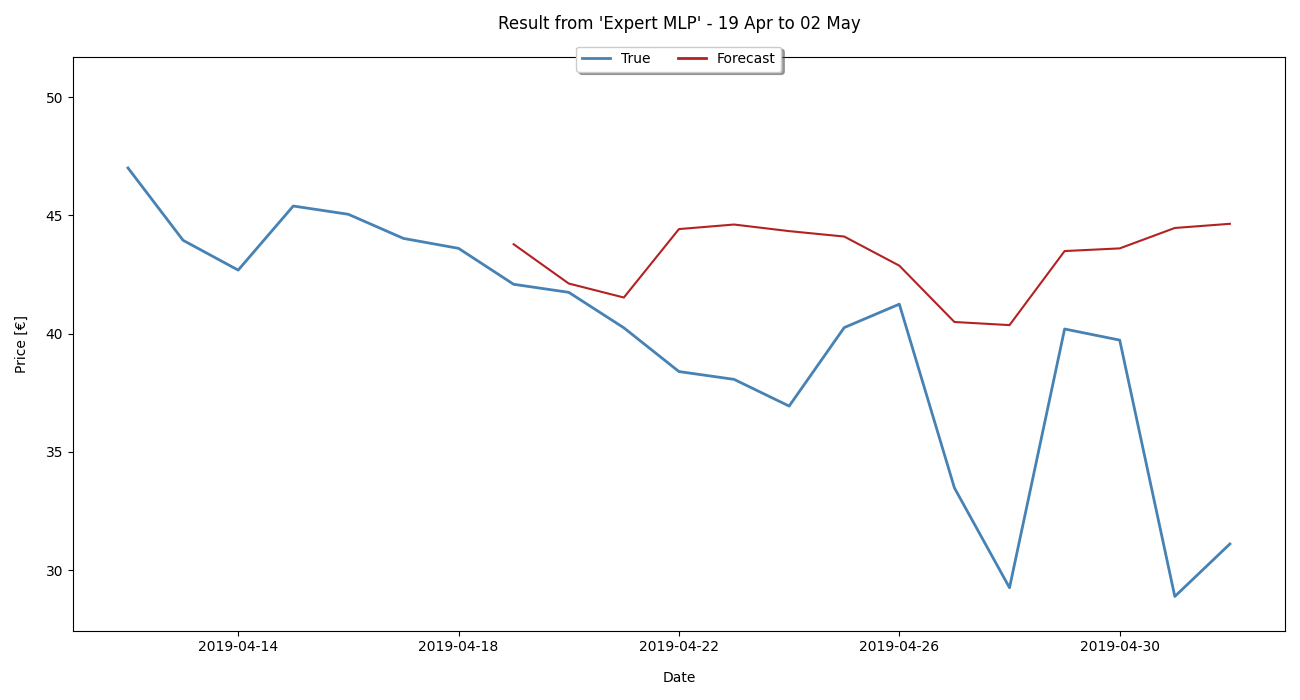 Result from 'Expert MLP' - 19 Apr to 02 May
True
Forecast
50
45
40
35
30
Price [€]
2019-04-14
2019-04-18
2019-04-22
2019-04-26
2019-04-30
Date